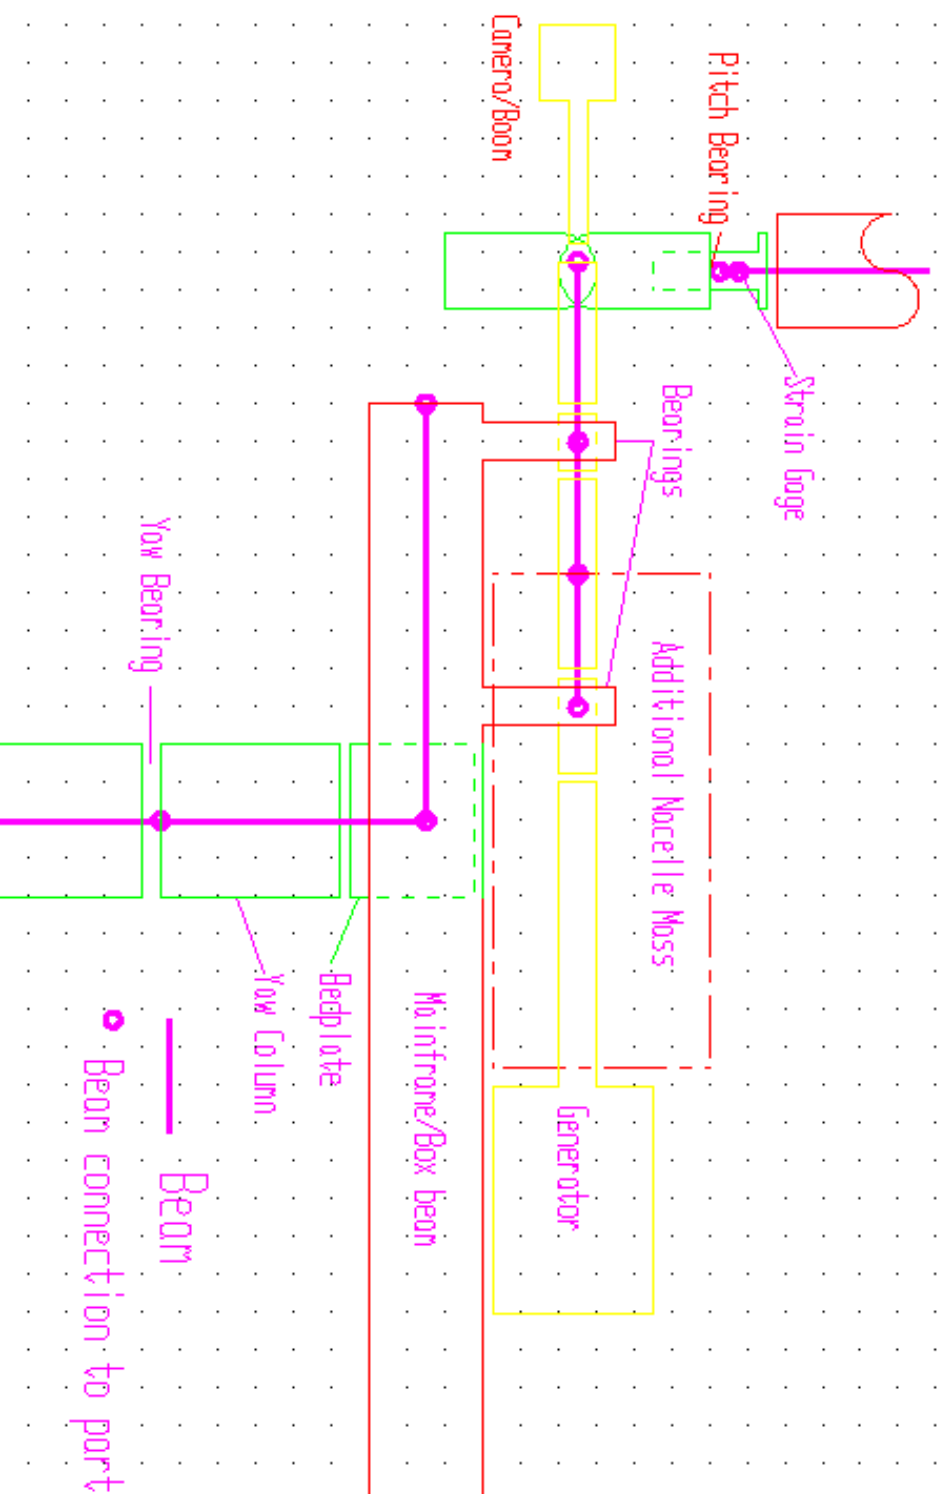 Camera/Boom
Pitch Bearing
Strain Gage
Bearings
Additional Nacelle Mass
Yaw Bearing
Yaw Column
Bedplate
Mainframe/Box beam
Generator
Beam
Beam connection to part